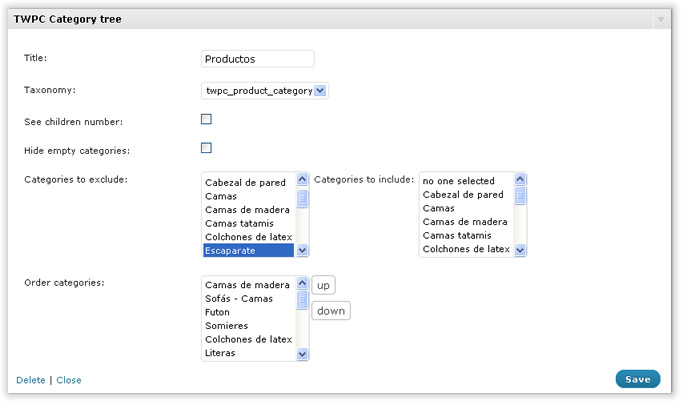 TWPC Category tree
Title:
Productos
Taxonomy:
twpc_product_category
See children number:
Hide empty categories:
Categories to exclude:
Cabezal de pared
Camas
Camas de madera
Camas tatamis
Colchones de latex
Escaparate
Categories to include:
no one selected
Cabezal de pared
Camas
Camas de madera
Camas tatamis
Colchones de latex
Order categories:
Camas de madera
Sofás - Camas
Futon
Somieres
Colchones de latex
Literas
up
down
Delete | Close
Save